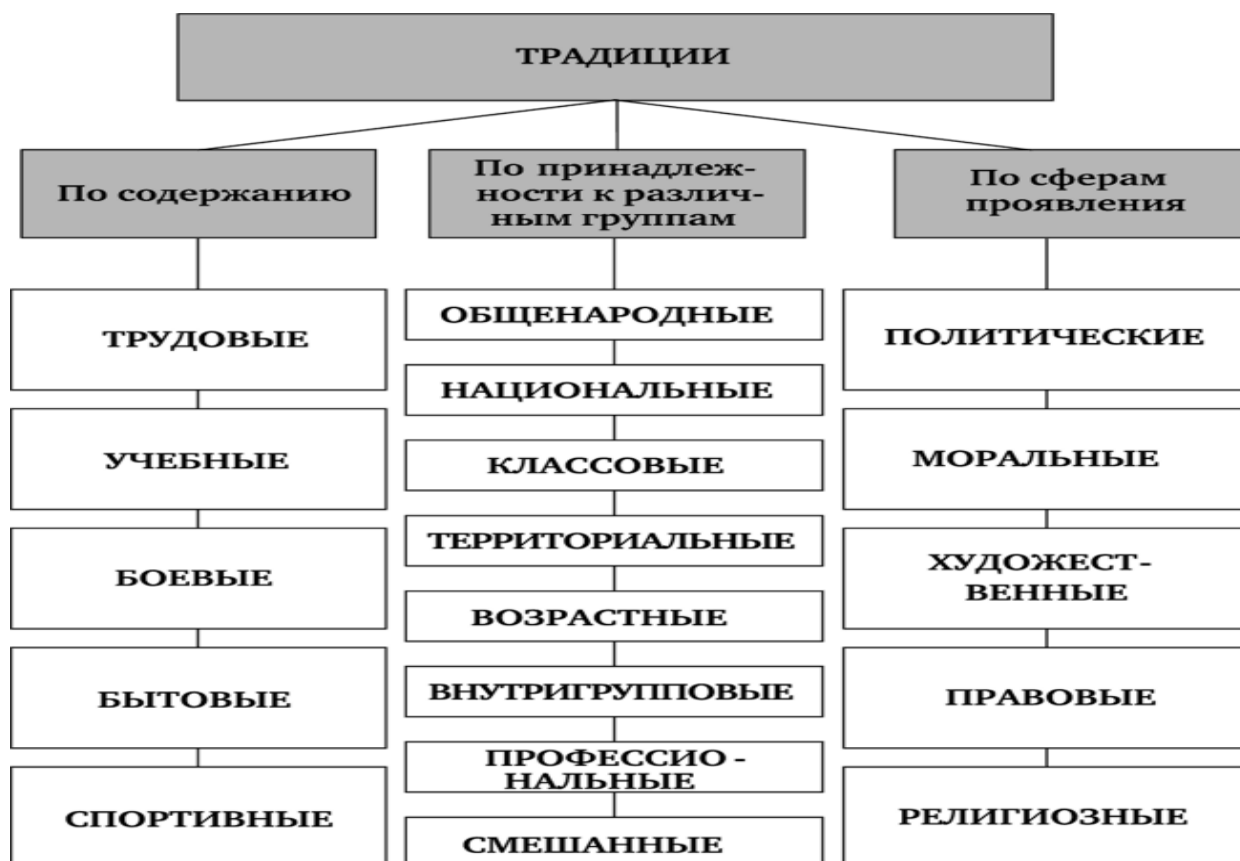 ТРАДИЦИИ
По содержанию
По принадлеж-
ности к различ-
ным группам
По сферам
проявления
ТРУДОВЫЕ
УЧЕБНЫЕ
БОЕВЫЕ
БЫТОВЫЕ
СПОРТИВНЫЕ
ОБЩЕНАРОДНЫЕ
НАЦИОНАЛЬНЫЕ
КЛАССОВЫЕ
ТЕРРИТОРИАЛЬНЫЕ
ВОЗРАСТНЫЕ
ВНУТРИГРУППОВЫЕ
ПРОФЕССИО -
НАЛЬНЫЕ
СМЕШАННЫЕ
ПОЛИТИЧЕСКИЕ
МОРАЛЬНЫЕ
ХУДОЖЕСТ-
ВЕННЫЕ
ПРАВОВЫЕ
РЕЛИГИОЗНЫЕ